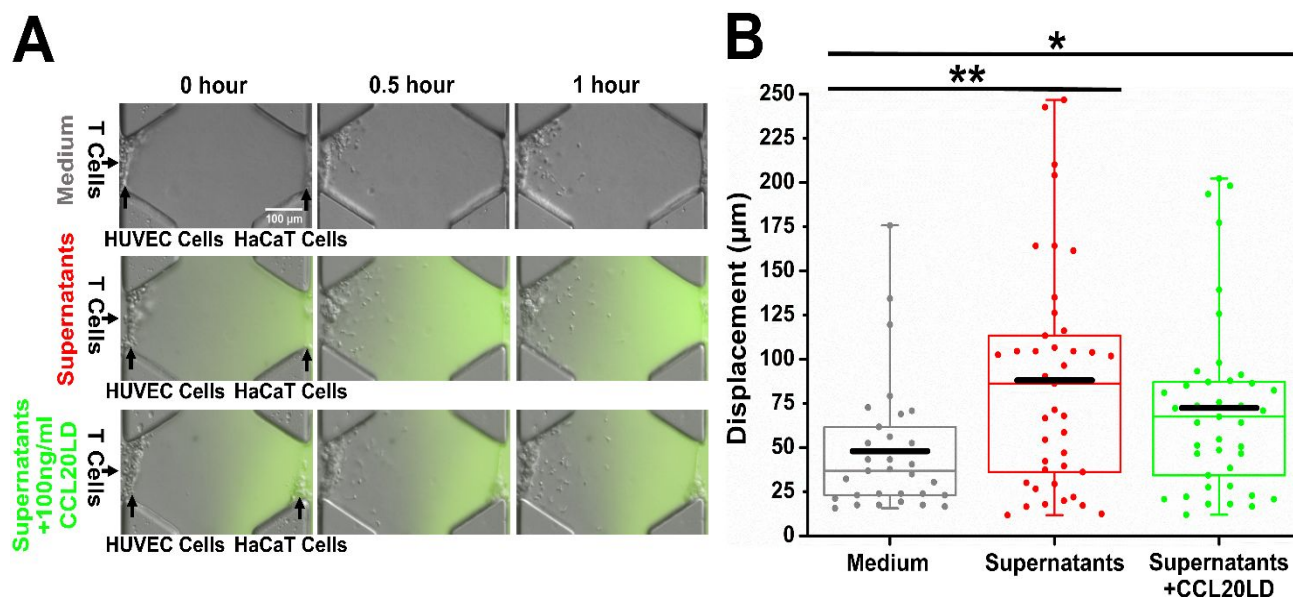 A
0 hour
0.5 hour
1 hour
Medium
T Cells
100 μm
HUVEC Cells
HaCaT Cells
Supernatants
T Cells
HUVEC Cells
HaCaT Cells
Supernatants
+100ng/ml
CCL20LD
T Cells
HUVEC Cells
HaCaT Cells
B
*
**
Displacement (μm)
250
225
200
175
150
125
100
75
50
25
0
Medium
Supernatants
Supernatants
+CCL20LD